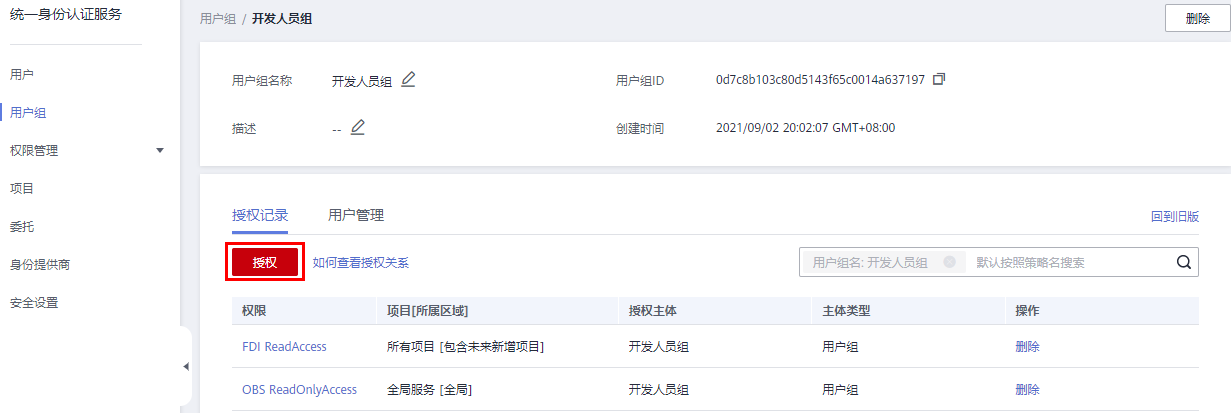 统一身份认证服务
用户组 / 开发人员组
删除
用户
用户组
权限管理
项目
委托
身份提供商
安全设置
用户组名称 开发人员组
用户组ID 0d7c8b103c80d5143f65c0014a637197
描述 --
创建时间 2021/09/02 20:02:07 GMT+08:00
授权记录 用户管理 回到旧版
授权 如何查看授权关系 用户组名: 开发人员组 默认按照策略名搜索
权限 项目[所属区域] 授权主体 主体类型 操作
FDI ReadAccess 所有项目 [包含未来新增项目] 开发人员组 用户组 删除
OBS ReadOnlyAccess 全局服务 [全局] 开发人员组 用户组 删除